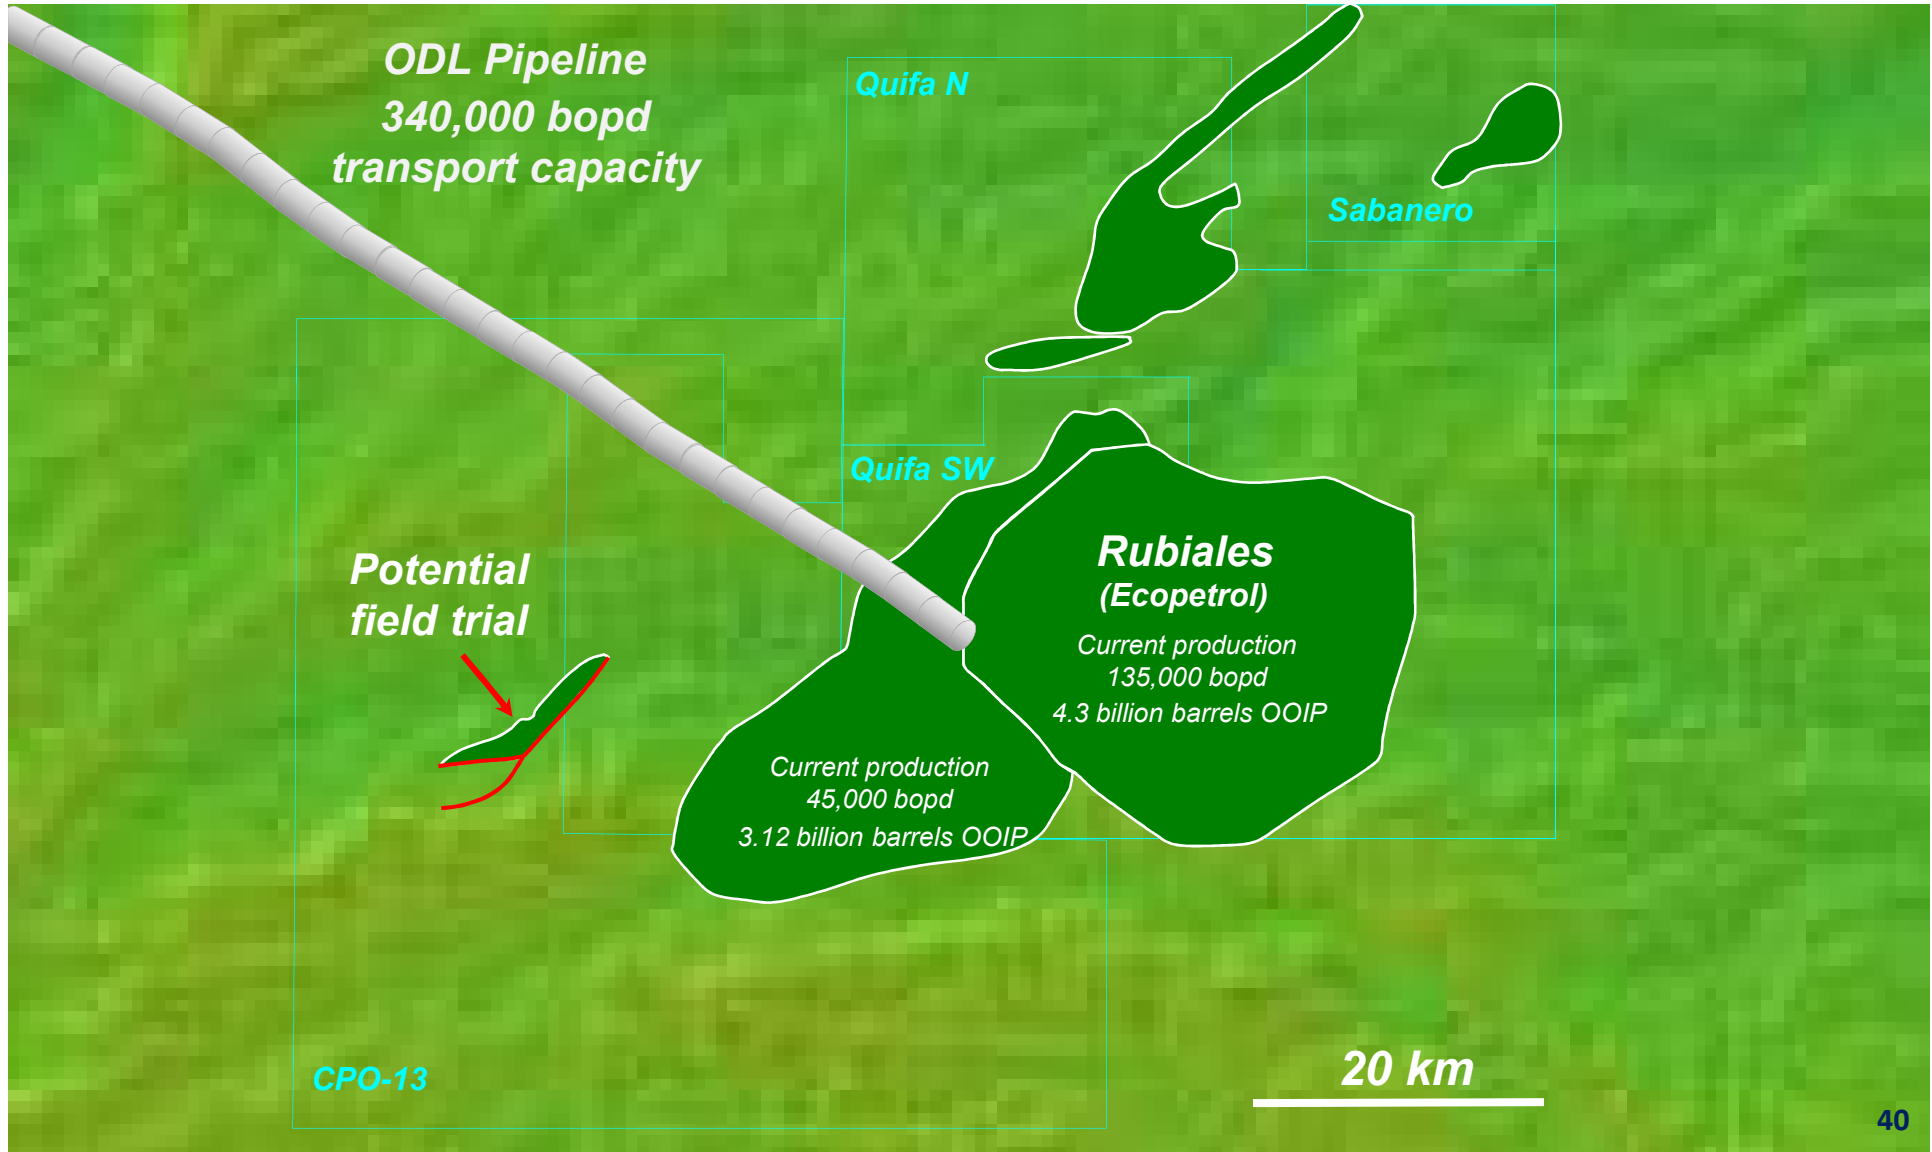 ODL Pipeline
340,000 bopd
transport capacity
Quifa N
Sabanero
Quifa SW
Potential
field trial
Rubiales
(Ecopetrol)
Current production
135,000 bopd
4.3 billion barrels OOIP
Current production
45,000 bopd
3.12 billion barrels OOIP
CPO-13
20 km
40